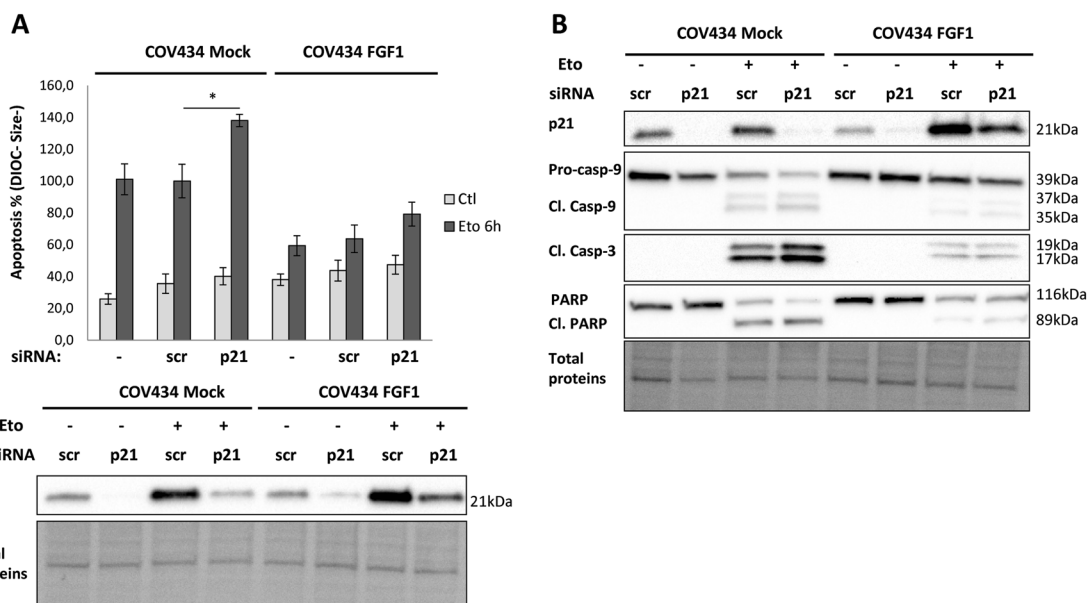 A
COV434 Mock COV434 FGF1
Apoptosis % (DIOC- Size-)
160,0
140,0
120,0
100,0
80,0
60,0
40,0
20,0
0,0
*
Ctl
Eto 6h
siRNA: - scr p21 - scr p21
COV434 Mock COV434 FGF1
Eto - - + + - - + +
iRNA scr p21 scr p21 scr p21 scr p21
21kDa
al
eins
B
COV434 Mock COV434 FGF1
Eto - - + + - - + +
siRNA scr p21 scr p21 scr p21 scr p21
p21 21kDa
Pro-casp-9 39kDa
37kDa
Cl. Casp-9
35kDa
Cl. Casp-3 19kDa
17kDa
PARP 116kDa
Cl. PARP 89kDa
Total
proteins